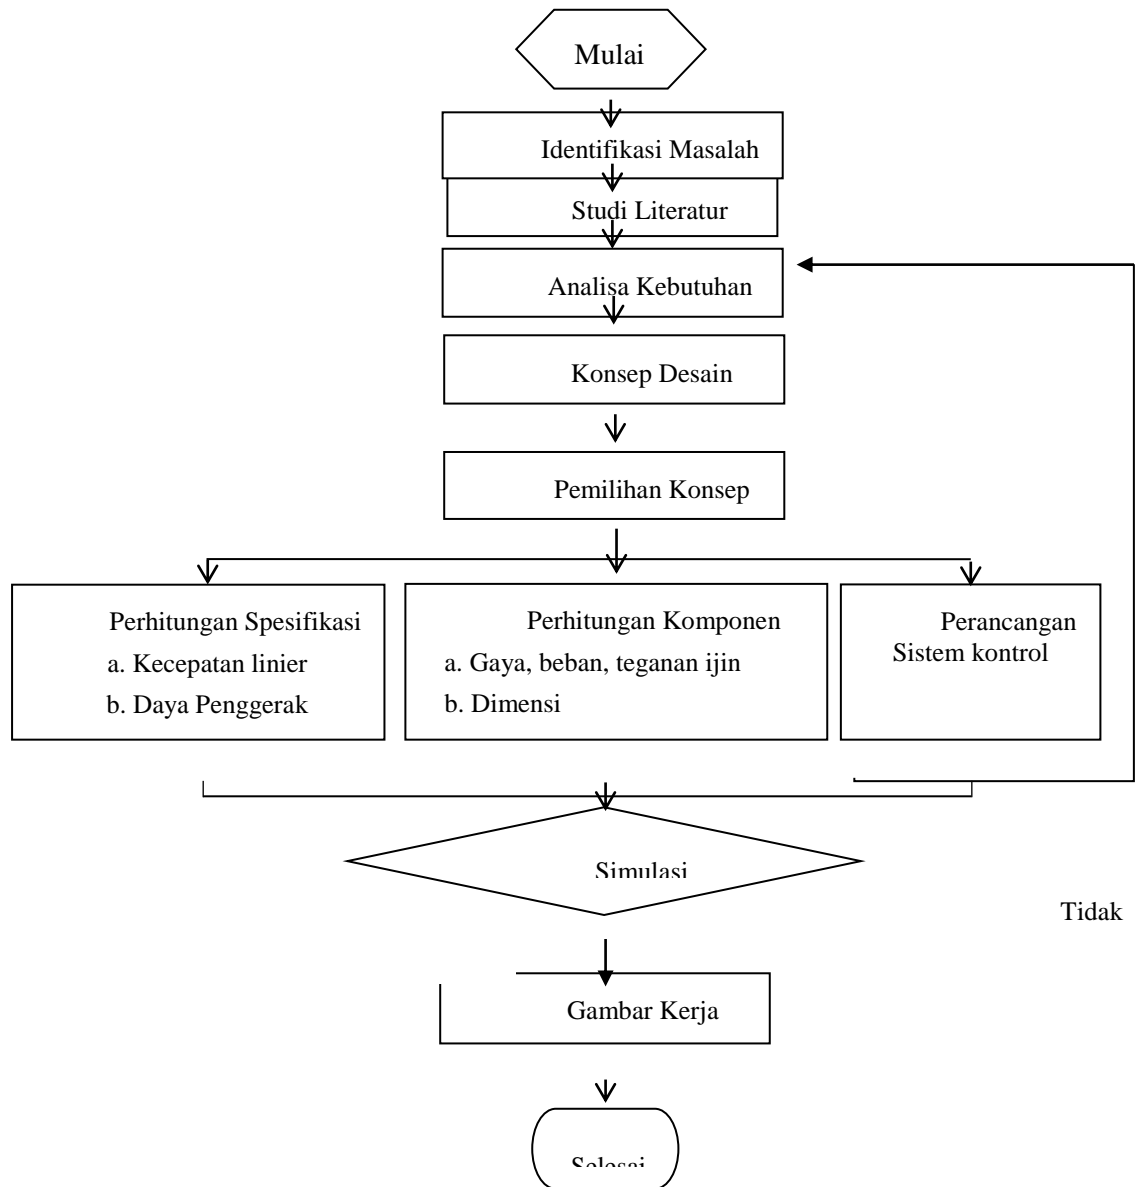 Mulai
Identifikasi Masalah
Studi Literatur
Analisa Kebutuhan
Konsep Desain
Pemilihan Konsep
Perhitungan Spesifikasi
a. Kecepatan linier
b. Daya Penggerak
Perhitungan Komponen
a. Gaya, beban, teganan ijin
b. Dimensi
Perancangan
Sistem kontrol
Simulasi
Tidak
Gambar Kerja
Selesai